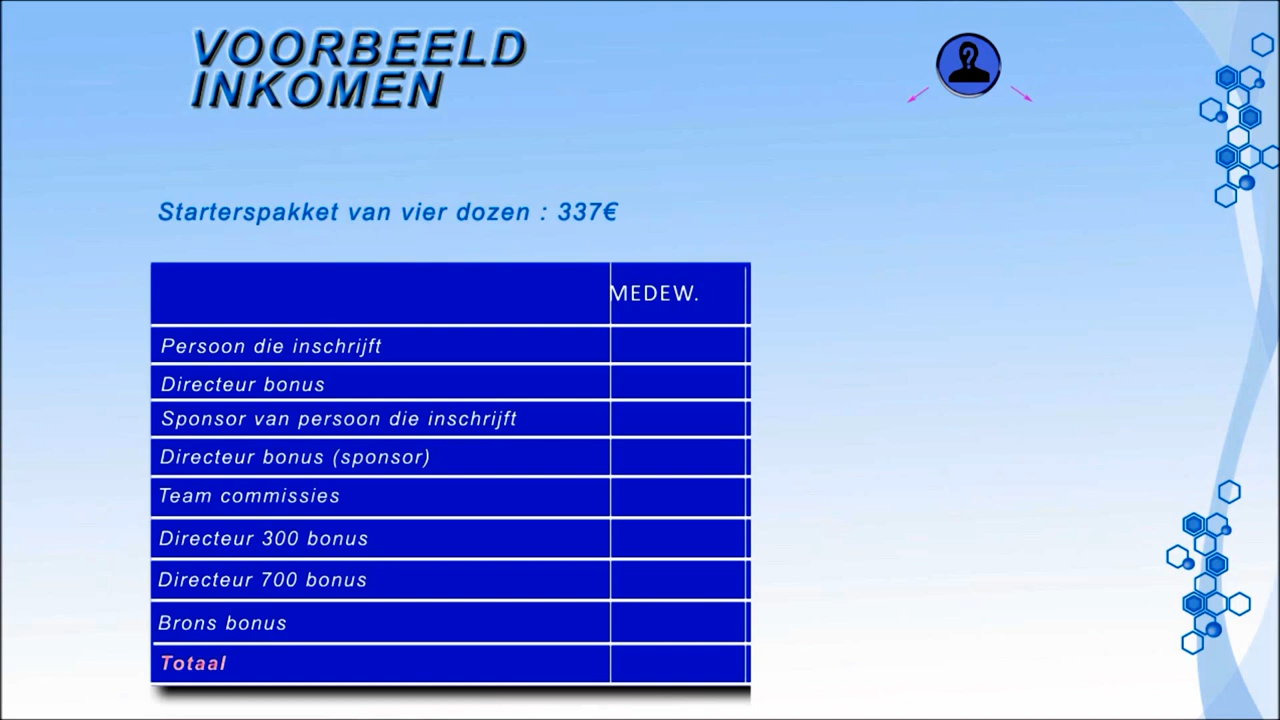 VOORBEELD
INKOMEN
?
Starterspakket van vier dozen : 337€
MEDEW.
Persoon die inschrijft
Directeur bonus
Sponsor van persoon die inschrijft
Directeur bonus (sponsor)
Team commissies
Directeur 300 bonus
Directeur 700 bonus
Brons bonus
Totaal